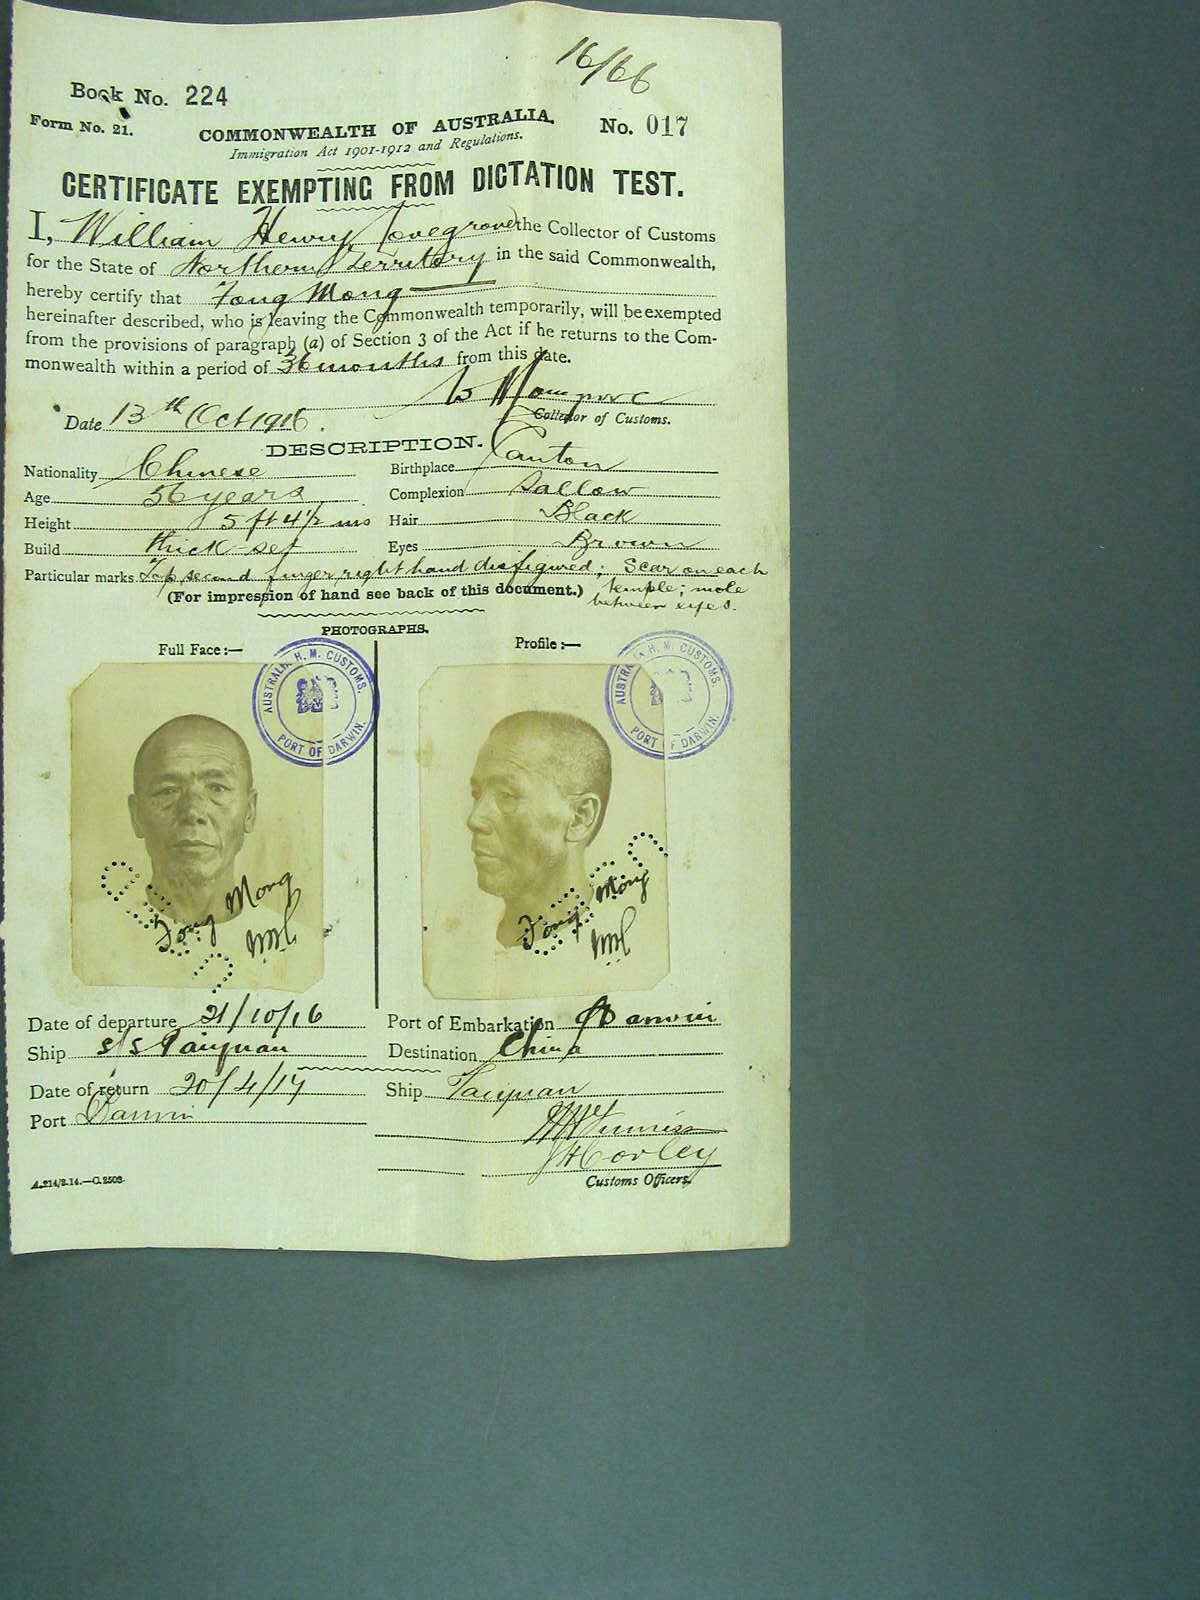 16/66
Book No. 224
Form No. 21.
COMMONWEALTH OF AUSTRALIA.
No. 017
Immigration Act 1901-1912 and Regulations.
CERTIFICATE EXEMPTING FROM DICTATION TEST.
I, William Henry Lovegrove the Collector of Customs
for the State of Northern Territory in the said Commonwealth,
hereby certify that Fong Mong
hereinafter described, who is leaving the Commonwealth temporarily, will be exempted
from the provisions of paragraph (a) of Section 3 of the Act if he returns to the Com-
monwealth within a period of 36 months from this date.
Date 13th Oct 1916.
Collector of Customs.
DESCRIPTION.
Nationality Chinese
Birthplace Canton
Age 56 years
Complexion Sallow
Height 5 ft 4½ ins
Hair Black
Build thick-set
Eyes Brown
Particular marks Top second finger right hand disfigured; Scar on each
temple; mole
between eyes.
(For impression of hand see back of this document.)
PHOTOGRAPHS.
Full Face:—
Profile:—
AUSTRALIA H. M. CUSTOMS.
PORT OF DARWIN.
AUSTRALIA H. M. CUSTOMS.
PORT OF DARWIN.
Fong Mong
Fong Mong
Date of departure 21/10/16
Port of Embarkation Darwin
Ship s/s Taiyuan
Destination China
Date of return 20/4/17
Ship Taiyuan
Port Darwin
Customs Officers.
A.214/2.14.—C.2503.